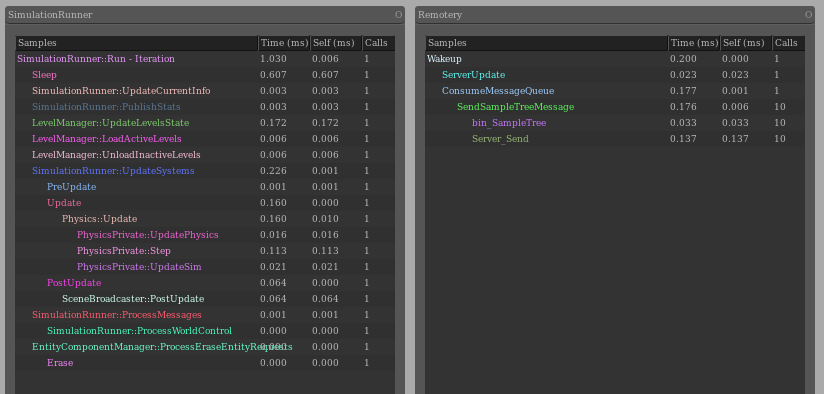 SimulationRunner O
Samples Time (ms) Self (ms) Calls
SimulationRunner::Run - Iteration 1.030 0.006 1
Sleep 0.607 0.607 1
SimulationRunner::UpdateCurrentInfo 0.003 0.003 1
SimulationRunner::PublishStats 0.003 0.003 1
LevelManager::UpdateLevelsState 0.172 0.172 1
LevelManager::LoadActiveLevels 0.006 0.006 1
LevelManager::UnloadInactiveLevels 0.006 0.006 1
SimulationRunner::UpdateSystems 0.226 0.001 1
PreUpdate 0.001 0.001 1
Update 0.160 0.000 1
Physics::Update 0.160 0.010 1
PhysicsPrivate::UpdatePhysics 0.016 0.016 1
PhysicsPrivate::Step 0.113 0.113 1
PhysicsPrivate::UpdateSim 0.021 0.021 1
PostUpdate 0.064 0.000 1
SceneBroadcaster::PostUpdate 0.064 0.064 1
SimulationRunner::ProcessMessages 0.001 0.001 1
SimulationRunner::ProcessWorldControl 0.000 0.000 1
EntityComponentManager::ProcessEraseEntityRequests 0.000 0.000 1
Erase 0.000 0.000 1
Remotery O
Samples Time (ms) Self (ms) Calls
Wakeup 0.200 0.000 1
ServerUpdate 0.023 0.023 1
ConsumeMessageQueue 0.177 0.001 1
SendSampleTreeMessage 0.176 0.006 10
bin_SampleTree 0.033 0.033 10
Server_Send 0.137 0.137 10